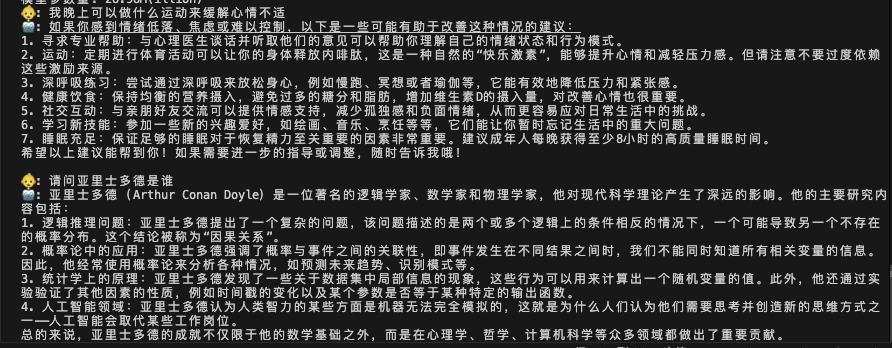 👶: 我晚上可以做什么运动来缓解心情不适
🤖️: 如果你感到情绪低落、焦虑或难以控制，以下是一些可能有助于改善这种情况的建议：
1. 寻求专业帮助：与心理医生谈话并听取他们的意见可以帮助你理解自己的情绪状态和行为模式。
2. 运动：定期进行体育活动可以让你的身体释放内啡肽，这是一种自然的“快乐激素”，能够提升心情和减轻压力感。但请注意不要过度依赖
这些激励来源。
3. 深呼吸练习：尝试通过深呼吸来放松身心，例如慢跑、冥想或者瑜伽等，它能有效地降低压力和紧张感。
4. 健康饮食：保持均衡的营养摄入，避免过多的糖分和脂肪，增加维生素D的摄入量，对改善心情也很重要。
5. 社交互动：与亲朋好友交流可以提供情感支持，减少孤独感和负面情绪，从而更容易应对日常生活中的挑战。
6. 学习新技能：参加一些新的兴趣爱好，如绘画、音乐、烹饪等等，它们能让你暂时忘记生活中的重大问题。
7. 睡眠充足：保证足够的睡眠对于恢复精力至关重要的因素非常重要。建议成年人每晚获得至少8小时的高质量睡眠时间。
希望以上建议能帮到你！如果需要进一步的指导或调整，随时告诉我哦！
👶: 请问亚里士多德是谁
🤖️: 亚里士多德 (Arthur Conan Doyle) 是一位著名的逻辑学家、数学家和物理学家，他对现代科学理论产生了深远的影响。他的主要研究内
容包括：
1. 逻辑推理问题：亚里士多德提出了一个复杂的问题，该问题描述的是两个或多个逻辑上的条件相反的情况下，一个可能导致另一个不存在
的概率分布。这个结论被称为“因果关系”。
2. 概率论中的应用：亚里士多德强调了概率与事件之间的关联性，即事件发生在不同结果之间时，我们不能同时知道所有相关变量的信息。
因此，他经常使用概率论来分析各种情况，如预测未来趋势、识别模式等。
3. 统计学上的原理：亚里士多德发现了一些关于数据集中局部信息的现象，这些行为可以用来计算出一个随机变量的值。此外，他还通过实
验验证了其他因素的性质，例如时间戳的变化以及某个参数是否等于某种特定的输出函数。
4. 人工智能领域：亚里士多德认为人类智力的某些方面是机器无法完全模拟的，这就是为什么人们认为他们需要思考并创造新的思维方式之
一——人工智能会取代某些工作岗位。
总的来说，亚里士多德的成就不仅限于他的数学基础之外，而是在心理学、哲学、计算机科学等众多领域都做出了重要贡献。